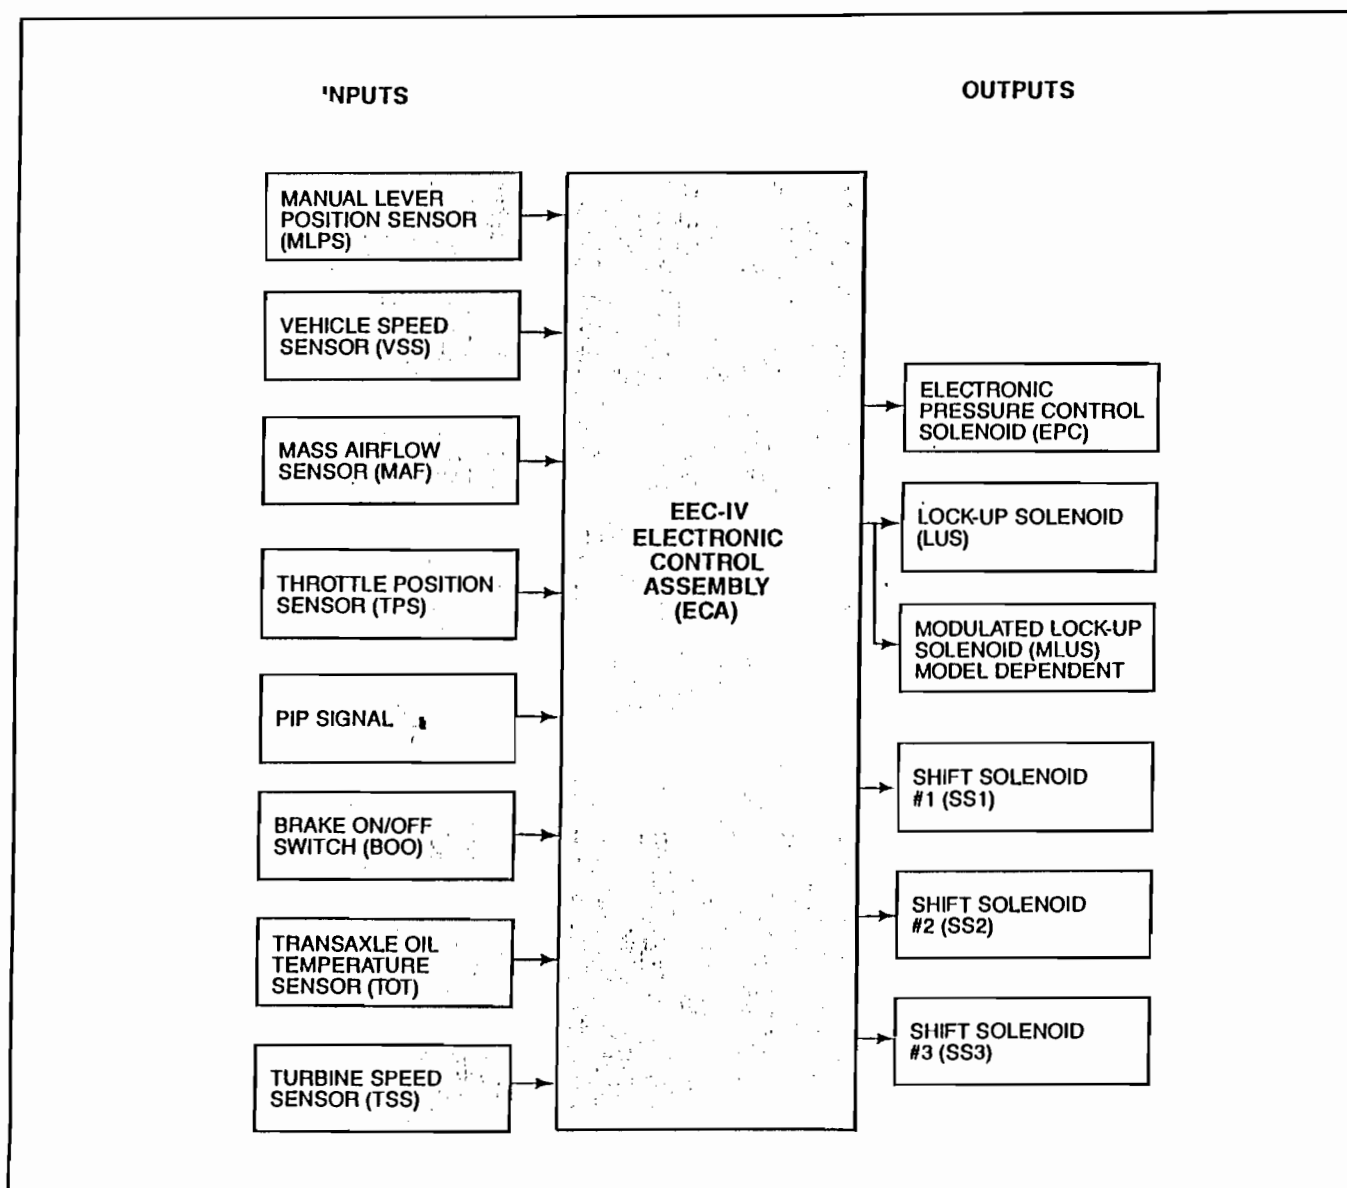 INPUTS
OUTPUTS
MANUAL LEVER
POSITION SENSOR
(MLPS)
VEHICLE SPEED
SENSOR (VSS)
MASS AIRFLOW
SENSOR (MAF)
THROTTLE POSITION
SENSOR (TPS)
PIP SIGNAL
BRAKE ON/OFF
SWITCH (BOO)
TRANSAXLE OIL
TEMPERATURE
SENSOR (TOT)
TURBINE SPEED
SENSOR (TSS)
EEC-IV
ELECTRONIC
CONTROL
ASSEMBLY
(ECA)
ELECTRONIC
PRESSURE CONTROL
SOLENOID (EPC)
LOCK-UP SOLENOID
(LUS)
MODULATED LOCK-UP
SOLENOID (MLUS)
MODEL DEPENDENT
SHIFT SOLENOID
#1 (SS1)
SHIFT SOLENOID
#2 (SS2)
SHIFT SOLENOID
#3 (SS3)